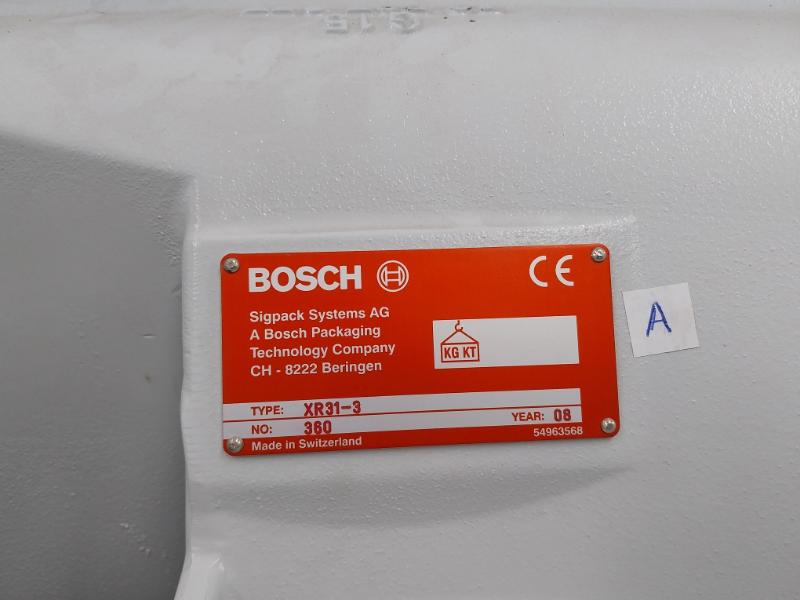 BOSCH CE
Sigpack Systems AG
A Bosch Packaging
Technology Company
CH - 8222 Beringen
KG KT
TYPE: XR31-3
YEAR: 08
NO: 360
54963568
Made in Switzerland
A